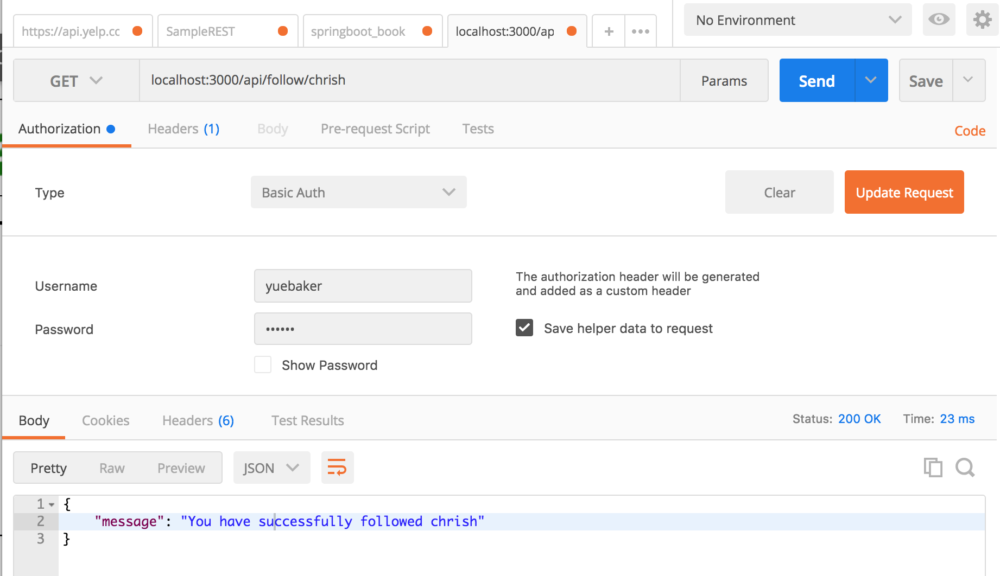 https://api.yelp.cc SampleREST springboot_book localhost:3000/ap + ••• No Environment
GET localhost:3000/api/follow/chrish Params Send Save
Authorization Headers (1) Body Pre-request Script Tests Code
Type Basic Auth Clear Update Request
Username yuebaker The authorization header will be generated
and added as a custom header
Password •••••• Save helper data to request
Show Password
Body Cookies Headers (6) Test Results Status: 200 OK Time: 23 ms
Pretty Raw Preview JSON
1 {
2 "message": "You have successfully followed chrish"
3 }